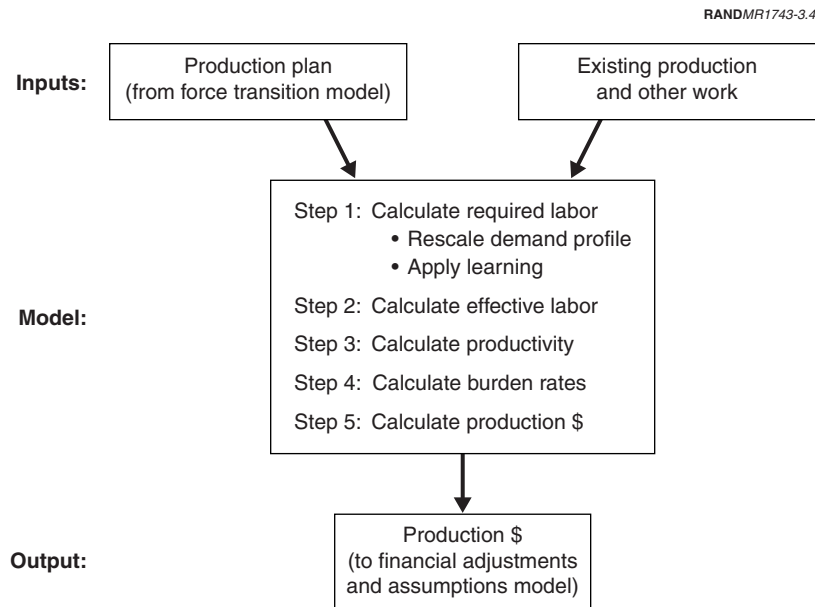 RANDMR1743-3.4
Inputs:
Production plan
(from force transition model)
Existing production
and other work
Model:
Step 1: Calculate required labor
• Rescale demand profile
• Apply learning
Step 2: Calculate effective labor
Step 3: Calculate productivity
Step 4: Calculate burden rates
Step 5: Calculate production $
Output:
Production $
(to financial adjustments
and assumptions model)